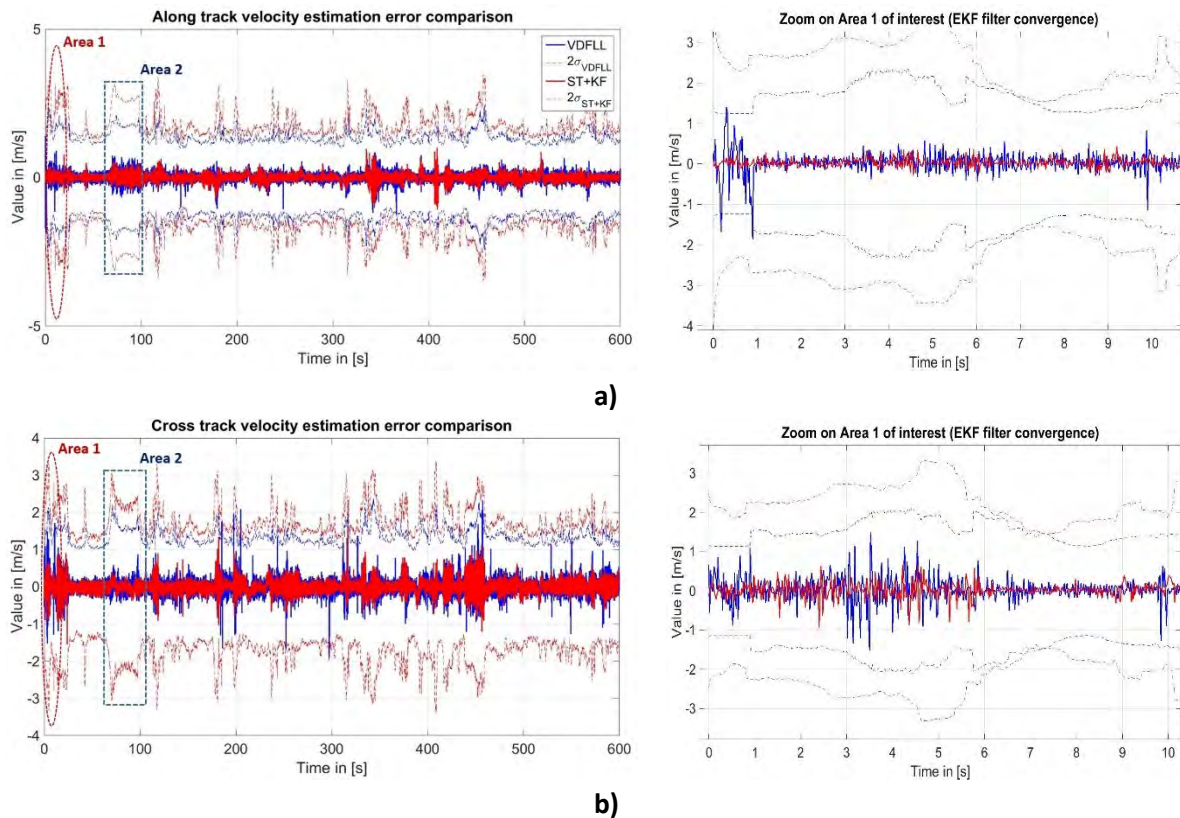 Along track velocity estimation error comparison
5
0
-5
Value in [m/s]
Area 1
Area 2
VDFLL
2σVDFLL
ST+KF
2σST+KF
0 100 200 300 400 500 600
Time in [s]
Zoom on Area 1 of interest (EKF filter convergence)
3
2
1
0
-1
-2
-3
-4
Value in [m/s]
0 1 2 3 4 5 6 7 8 9 10
Time in [s]
a)
Cross track velocity estimation error comparison
4
3
2
1
0
-1
-2
-3
-4
Value in [m/s]
Area 1
Area 2
0 100 200 300 400 500 600
Time in [s]
Zoom on Area 1 of interest (EKF filter convergence)
3
2
1
0
-1
-2
-3
Value in [m/s]
0 1 2 3 4 5 6 7 8 9 10
Time in [s]
b)